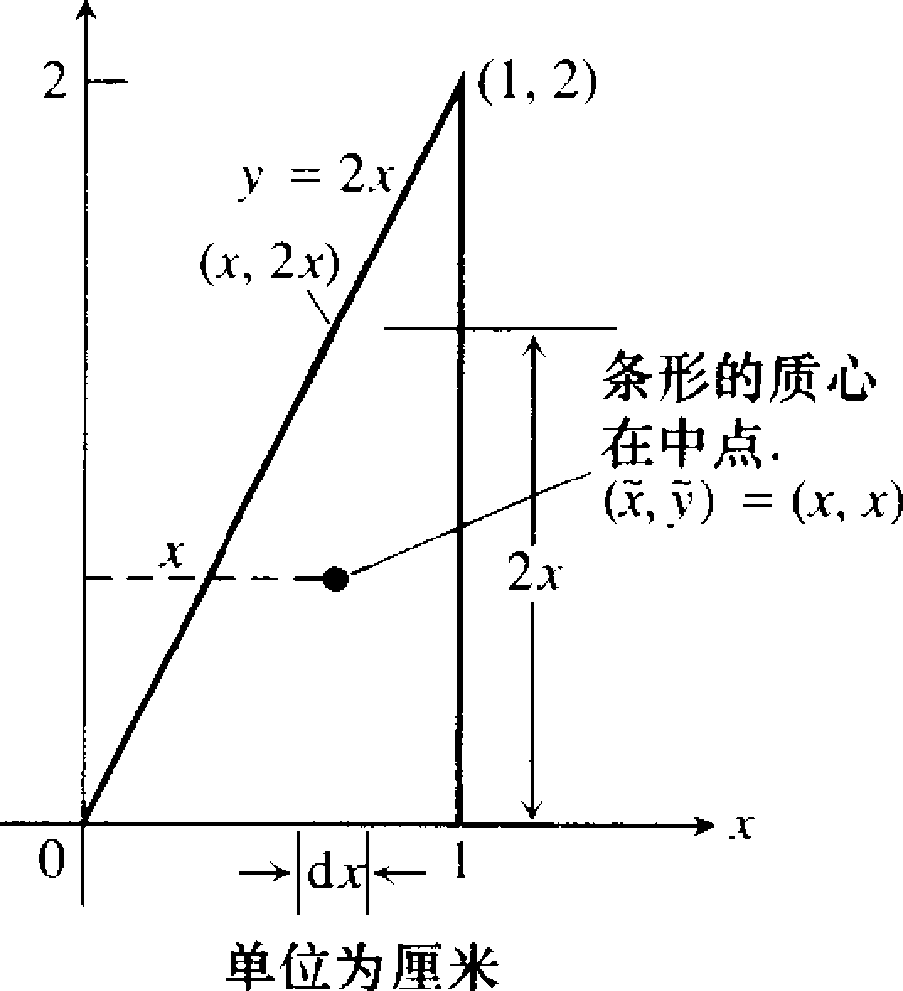 2
(1, 2)
y = 2x
(x, 2x)
条形的质心
在中点.
(x̃, ỹ) = (x, x)
x
2x
x
0
dx
1
单位为厘米